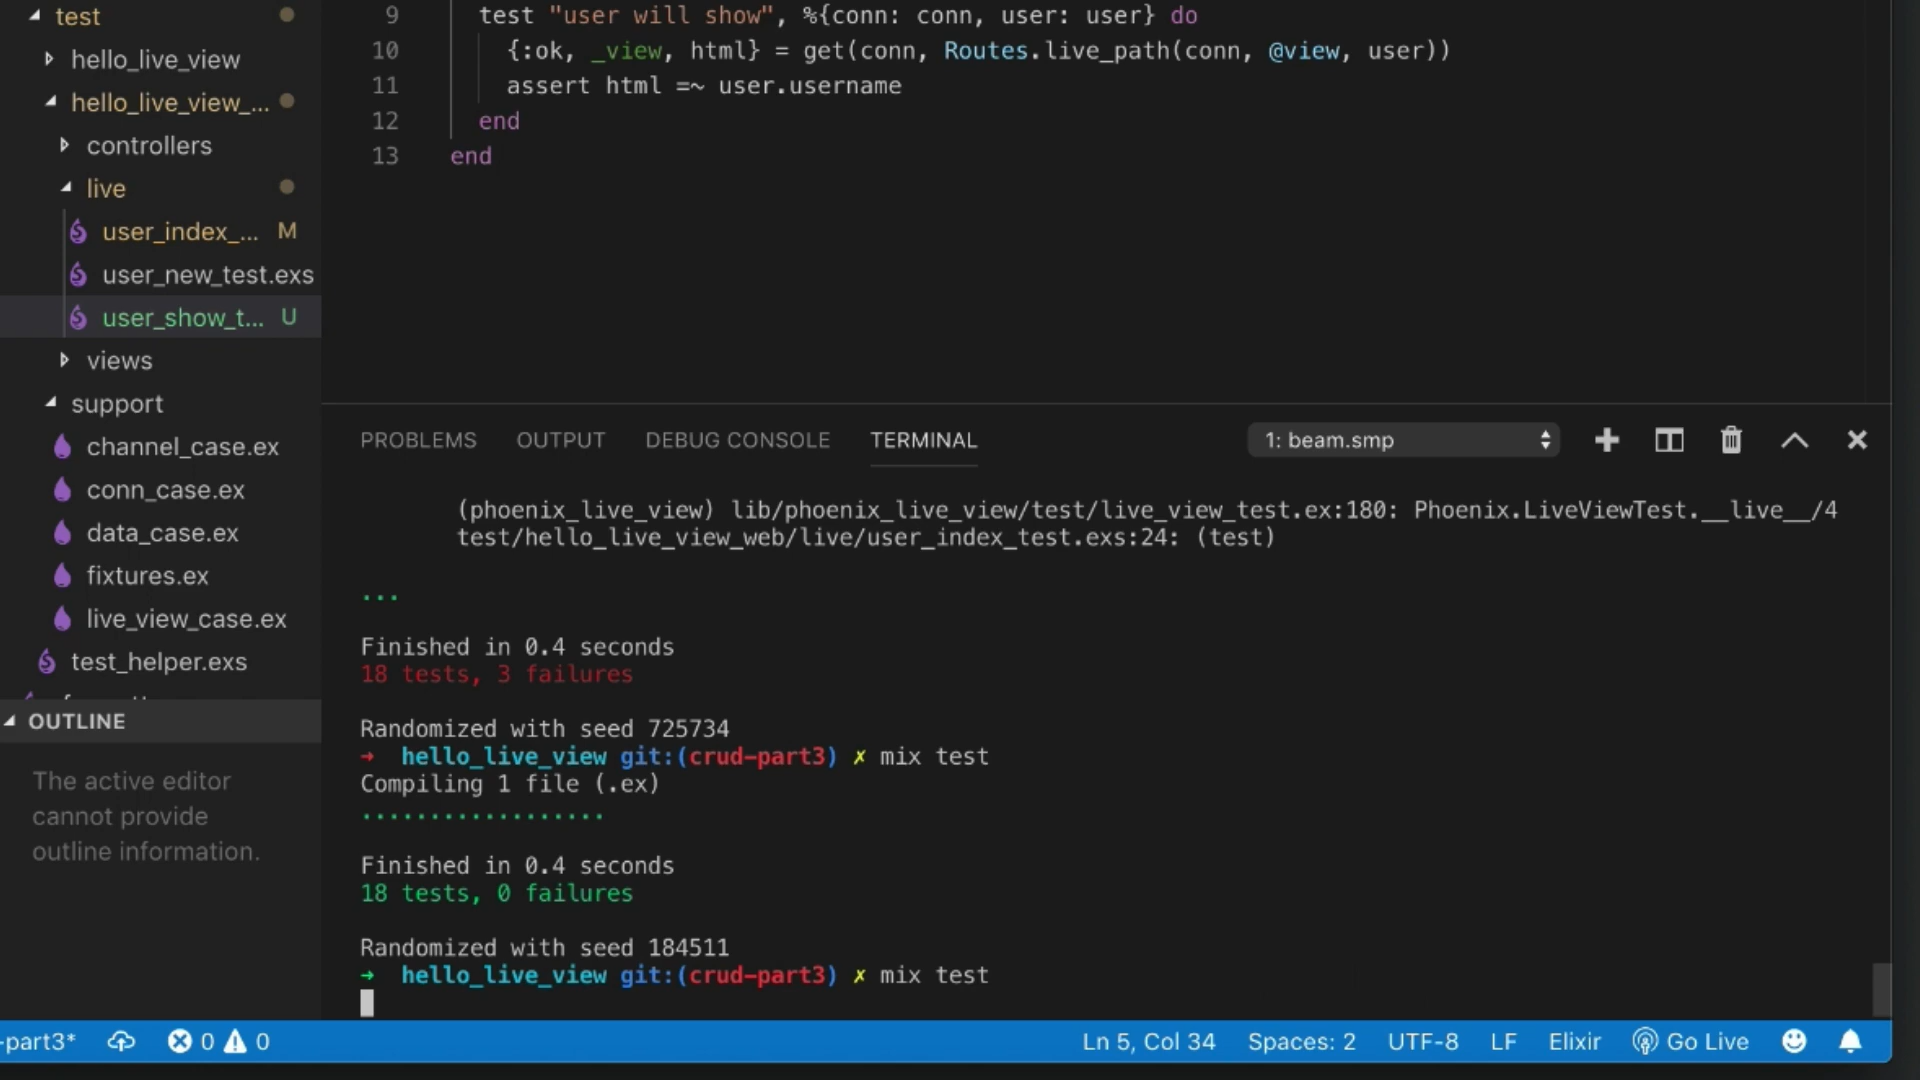 test
hello_live_view
hello_live_view_...
controllers
live
user_index_... M
user_new_test.exs
user_show_t... U
views
support
channel_case.ex
conn_case.ex
data_case.ex
fixtures.ex
live_view_case.ex
test_helper.exs
OUTLINE
The active editor
cannot provide
outline information.
9 test "user will show", %{conn: conn, user: user} do
10 {:ok, _view, html} = get(conn, Routes.live_path(conn, @view, user))
11 assert html =~ user.username
12 end
13 end
PROBLEMS OUTPUT DEBUG CONSOLE TERMINAL 1: beam.smp
(phoenix_live_view) lib/phoenix_live_view/test/live_view_test.ex:180: Phoenix.LiveViewTest.__live__/4
test/hello_live_view_web/live/user_index_test.exs:24: (test)
...
Finished in 0.4 seconds
18 tests, 3 failures
Randomized with seed 725734
➜ hello_live_view git:(crud-part3) ✗ mix test
Compiling 1 file (.ex)
..................
Finished in 0.4 seconds
18 tests, 0 failures
Randomized with seed 184511
➜ hello_live_view git:(crud-part3) ✗ mix test
-part3* 0 0 Ln 5, Col 34 Spaces: 2 UTF-8 LF Elixir Go Live